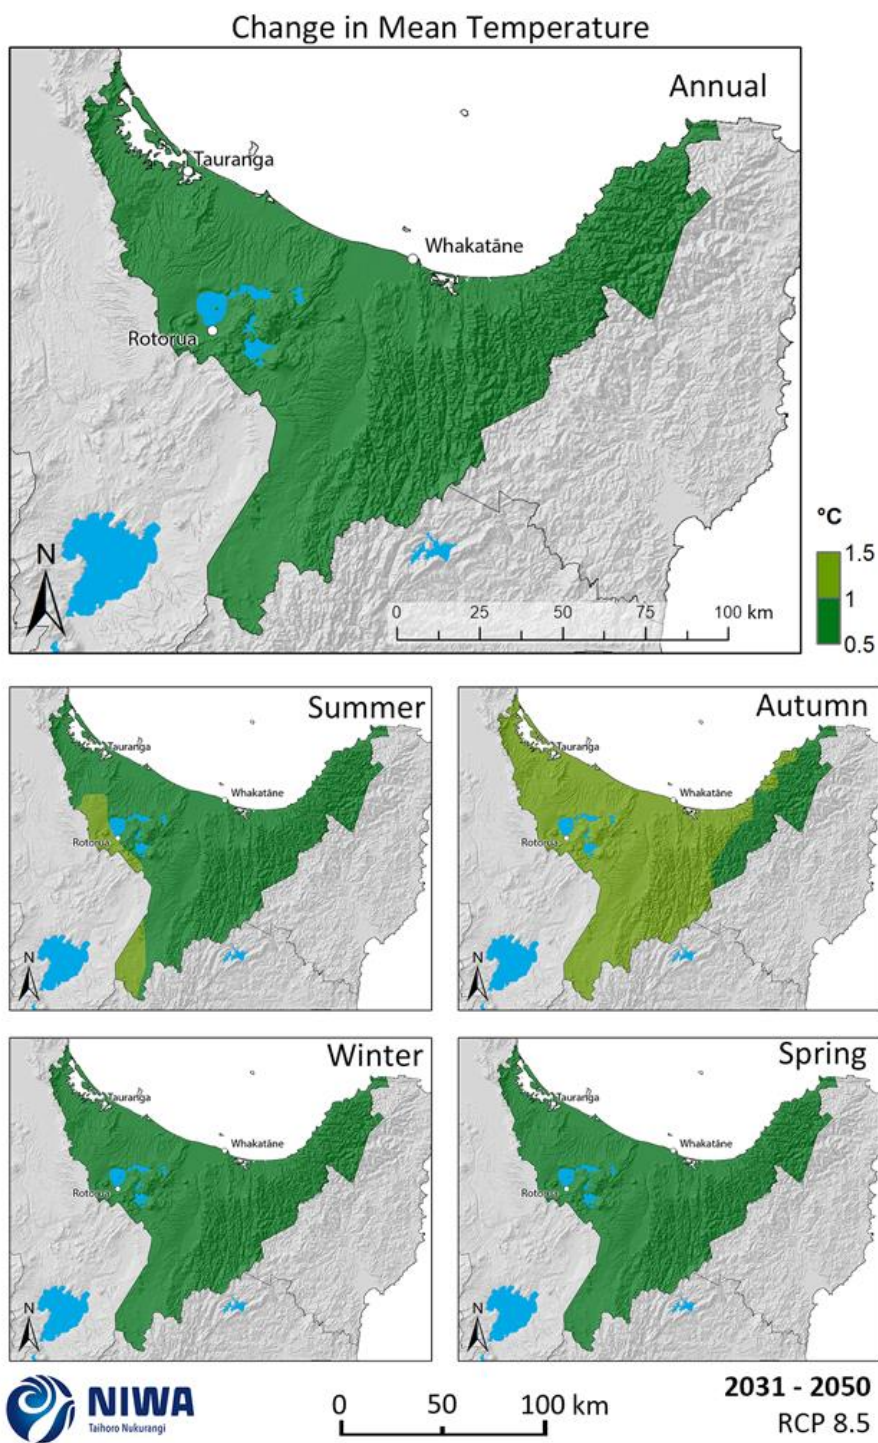 Change in Mean Temperature
Annual
Tauranga
Whakatāne
Rotorua
°C
1.5
1
0.5
N
0 25 50 75 100 km
Summer
Tauranga
Whakatāne
Rotorua
N
Autumn
Tauranga
Whakatāne
Rotorua
N
Winter
Tauranga
Whakatāne
Rotorua
N
Spring
Tauranga
Whakatāne
Rotorua
N
NIWA
Taihoro Nukurangi
0 50 100 km
2031 - 2050
RCP 8.5